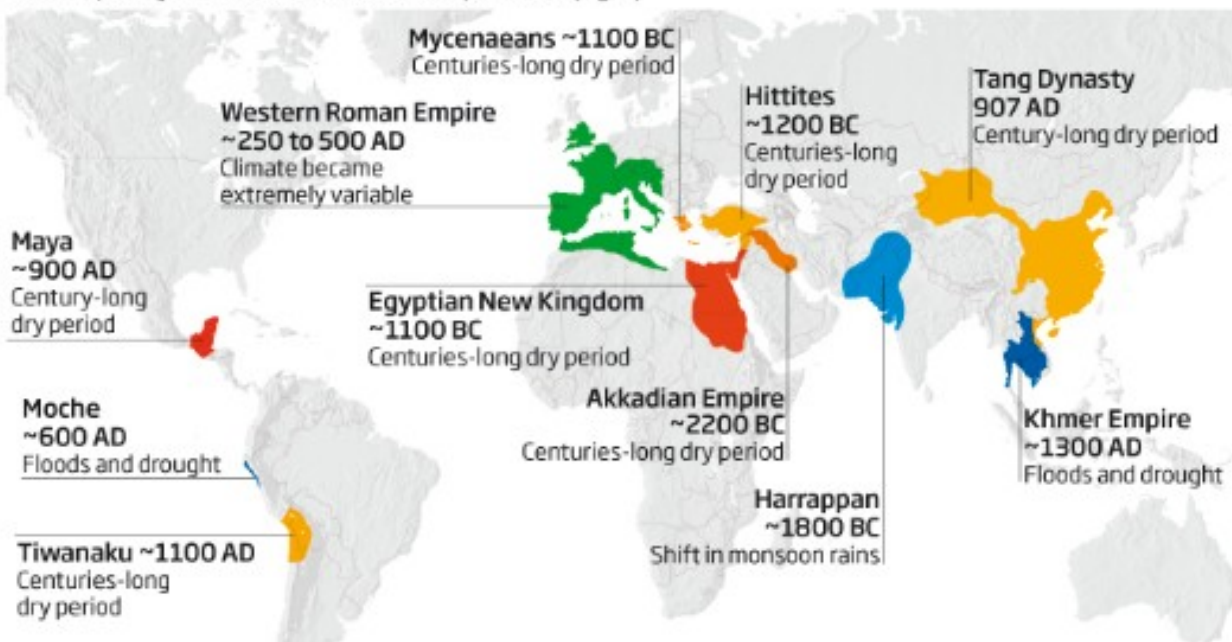 Mycenaeans ~1100 BC
Centuries-long dry period
Western Roman Empire
~250 to 500 AD
Climate became
extremely variable
Hittites
~1200 BC
Centuries-long
dry period
Tang Dynasty
907 AD
Century-long dry period
Maya
~900 AD
Century-long
dry period
Egyptian New Kingdom
~1100 BC
Centuries-long dry period
Akkadian Empire
~2200 BC
Centuries-long dry period
Moche
~600 AD
Floods and drought
Khmer Empire
~1300 AD
Floods and drought
Harrappan
~1800 BC
Shift in monsoon rains
Tiwanaku ~1100 AD
Centuries-long
dry period